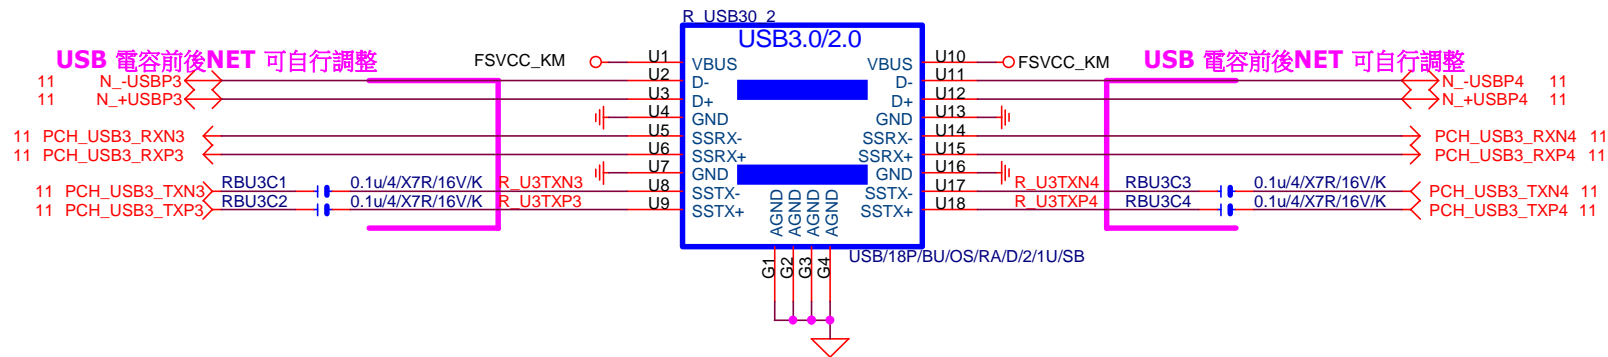 R_USB30_2
USB3.0/2.0
USB 電容前後NET 可自行調整
FSVCC_KM
U1
VBUS
VBUS
U10
FSVCC_KM
USB 電容前後NET 可自行調整
11 N_-USBP3
U2
D-
D-
U11
N_-USBP4 11
11 N_+USBP3
U3
D+
D+
U12
N_+USBP4 11
U4
GND
GND
U13
11 PCH_USB3_RXN3
U5
SSRX-
SSRX-
U14
PCH_USB3_RXN4 11
11 PCH_USB3_RXP3
U6
SSRX+
SSRX+
U15
PCH_USB3_RXP4 11
U7
GND
GND
U16
11 PCH_USB3_TXN3
RBU3C1
0.1u/4/X7R/16V/K
R_U3TXN3
U8
SSTX-
SSTX-
U17
R_U3TXN4
RBU3C3
0.1u/4/X7R/16V/K
PCH_USB3_TXN4 11
11 PCH_USB3_TXP3
RBU3C2
0.1u/4/X7R/16V/K
R_U3TXP3
U9
SSTX+
SSTX+
U18
R_U3TXP4
RBU3C4
0.1u/4/X7R/16V/K
PCH_USB3_TXP4 11
AGND
AGND
AGND
AGND
G1
G2
G3
G4
USB/18P/BU/OS/RA/D/2/1U/SB